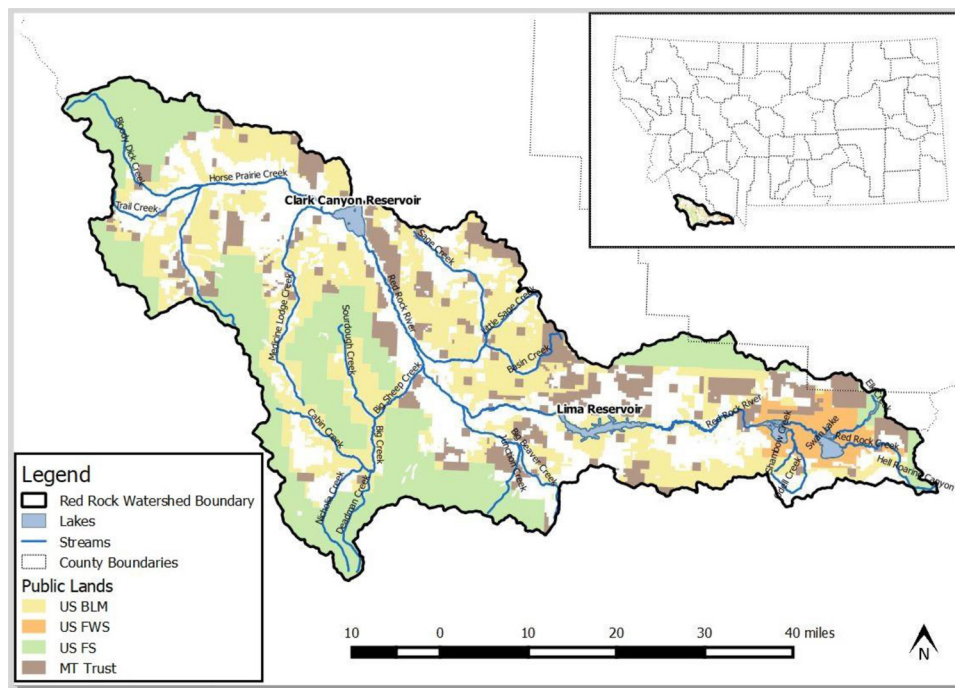 Bloody Dick Creek
Horse Prairie Creek
Trail Creek
Clark Canyon Reservoir
Sage Creek
Medicine Lodge Creek
Red Rock River
Sourdough Creek
Little Sage Creek
Basin Creek
Big Sheep Creek
Lima Reservoir
Red Rock River
Swan Lake
Shambow Creek
Red Rock Creek
Hell Roaring Canyon
Cabin Creek
Big Creek
Big Beaver Creek
Junction Creek
Nicholia Creek
Deadman Creek
Legend
Red Rock Watershed Boundary
Lakes
Streams
County Boundaries
Public Lands
US BLM
US FWS
US FS
MT Trust
10 0 10 20 30 40 miles
N